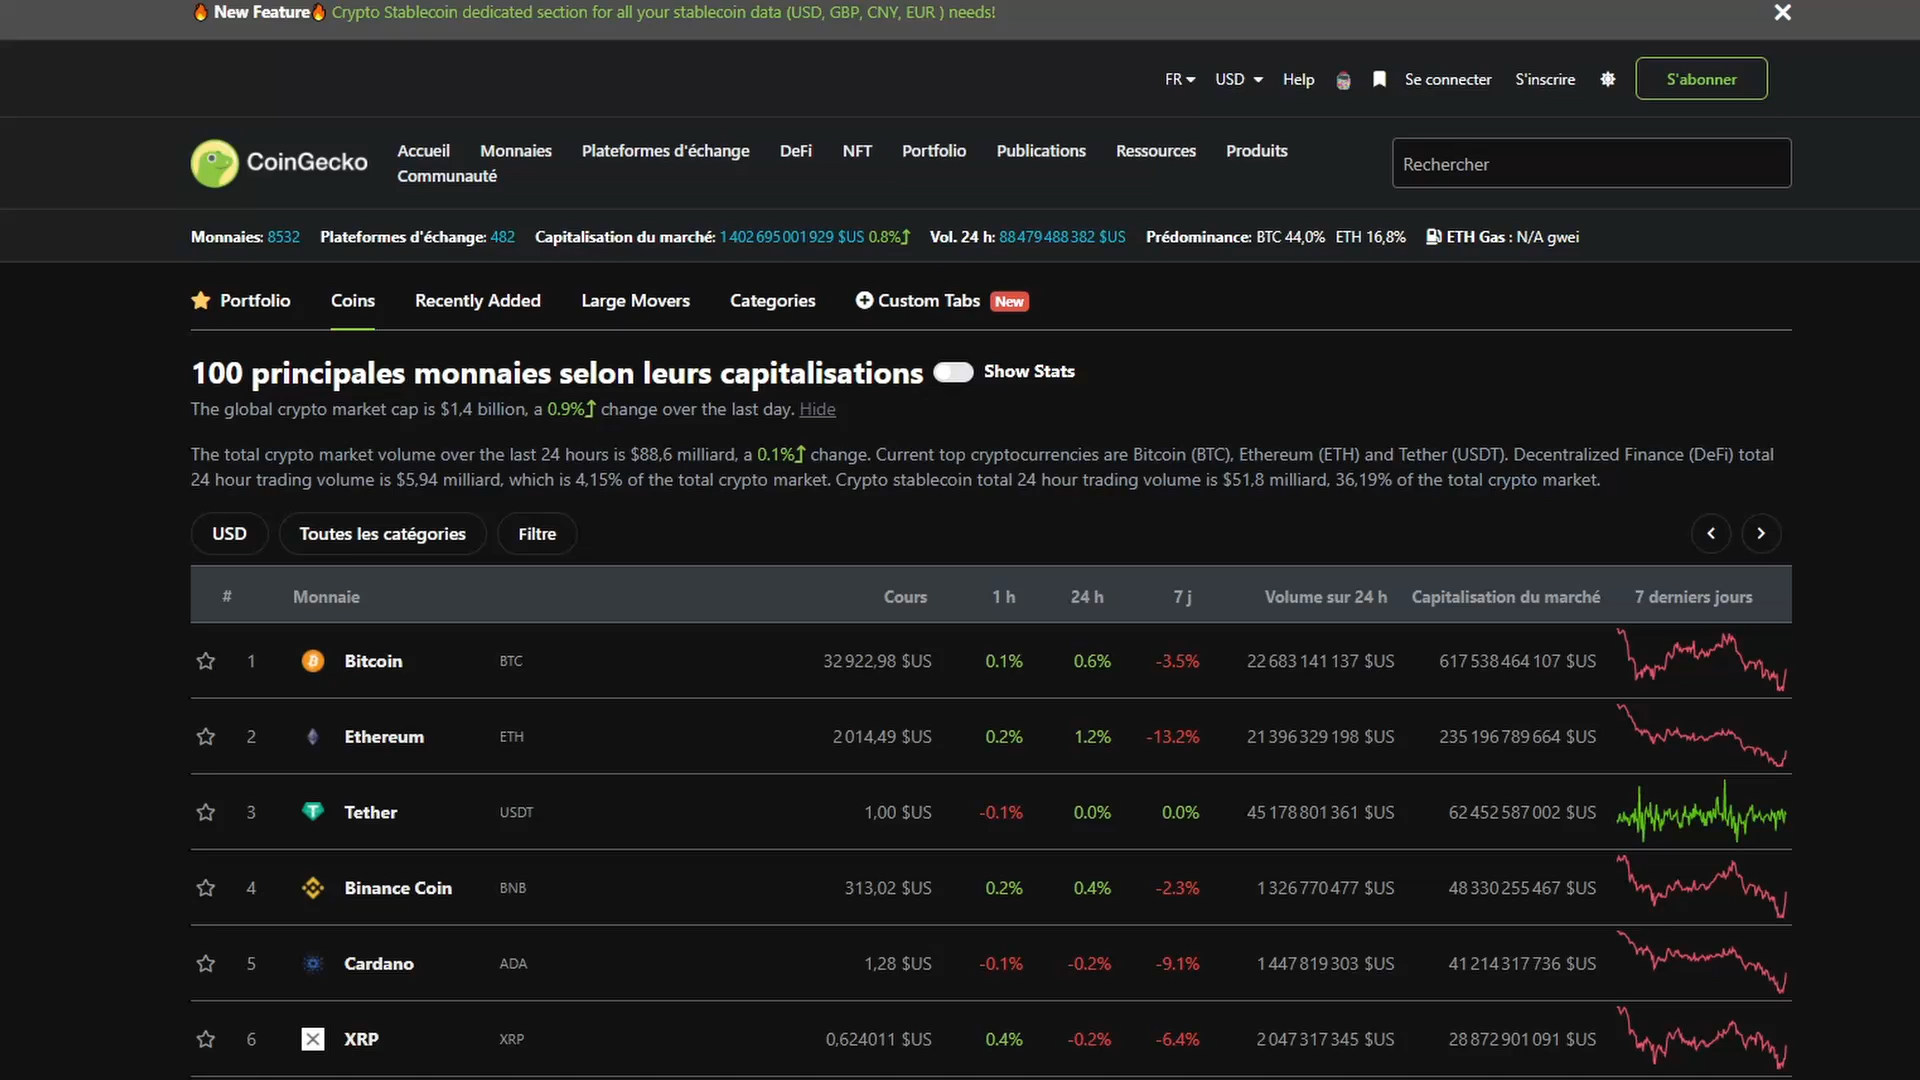 New Feature Crypto Stablecoin dedicated section for all your stablecoin data (USD, GBP, CNY, EUR ) needs!
FR USD Help Se connecter S'inscrire S'abonner
CoinGecko Accueil Monnaies Plateformes d'échange DeFi NFT Portfolio Publications Ressources Produits
Communauté
Rechercher
Monnaies: 8532 Plateformes d'échange: 482 Capitalisation du marché: 1 402 695 001 929 $US 0.8% Vol. 24 h: 88 479 488 382 $US Prédominance: BTC 44,0% ETH 16,8% ETH Gas : N/A gwei
Portfolio Coins Recently Added Large Movers Categories Custom Tabs New
100 principales monnaies selon leurs capitalisations Show Stats
The global crypto market cap is $1,4 billion, a 0.9% change over the last day. Hide
The total crypto market volume over the last 24 hours is $88,6 milliard, a 0.1% change. Current top cryptocurrencies are Bitcoin (BTC), Ethereum (ETH) and Tether (USDT). Decentralized Finance (DeFi) total
24 hour trading volume is $5,94 milliard, which is 4,15% of the total crypto market. Crypto stablecoin total 24 hour trading volume is $51,8 milliard, 36,19% of the total crypto market.
USD Toutes les catégories Filtre
# Monnaie Cours 1 h 24 h 7 j Volume sur 24 h Capitalisation du marché 7 derniers jours
1 Bitcoin BTC 32 922,98 $US 0.1% 0.6% -3.5% 22 683 141 137 $US 617 538 464 107 $US
2 Ethereum ETH 2 014,49 $US 0.2% 1.2% -13.2% 21 396 329 198 $US 235 196 789 664 $US
3 Tether USDT 1,00 $US -0.1% 0.0% 0.0% 45 178 801 361 $US 62 452 587 002 $US
4 Binance Coin BNB 313,02 $US 0.2% 0.4% -2.3% 1 326 770 477 $US 48 330 255 467 $US
5 Cardano ADA 1,28 $US -0.1% -0.2% -9.1% 1 447 819 303 $US 41 214 317 736 $US
6 XRP XRP 0,624011 $US 0.4% -0.2% -6.4% 2 047 317 345 $US 28 872 901 091 $US